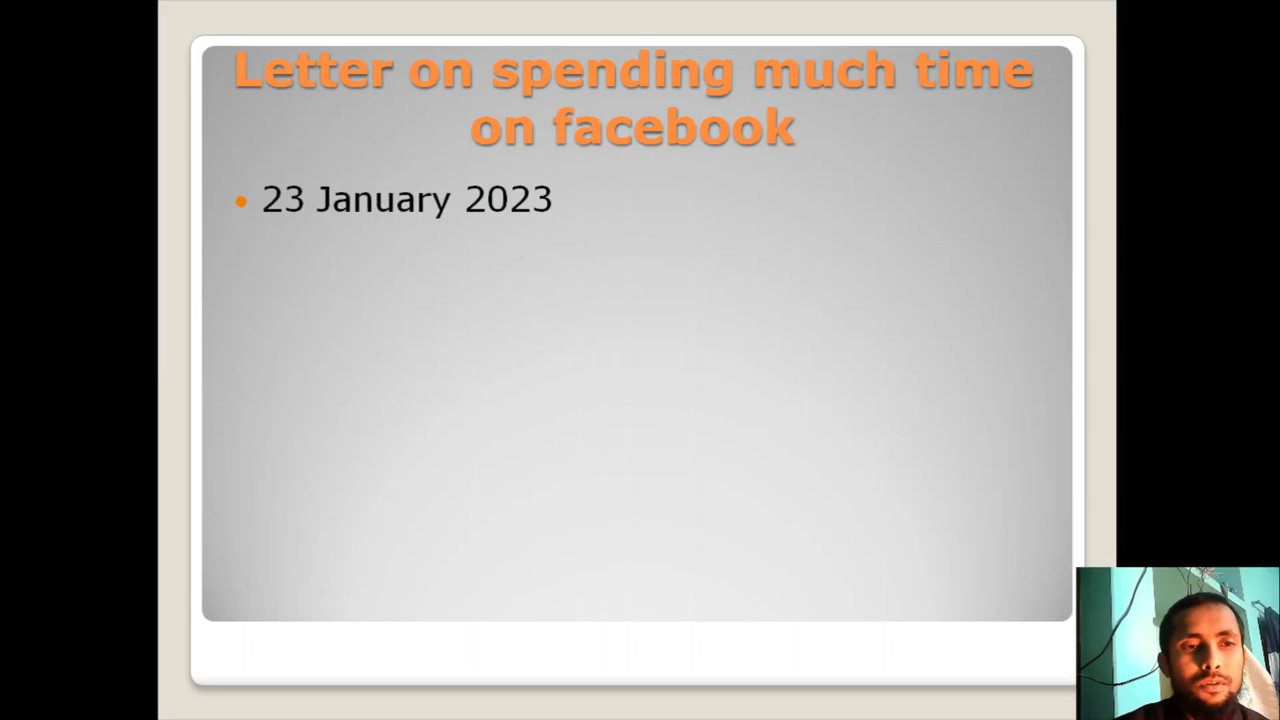 Letter on spending much time
on facebook
• 23 January 2023